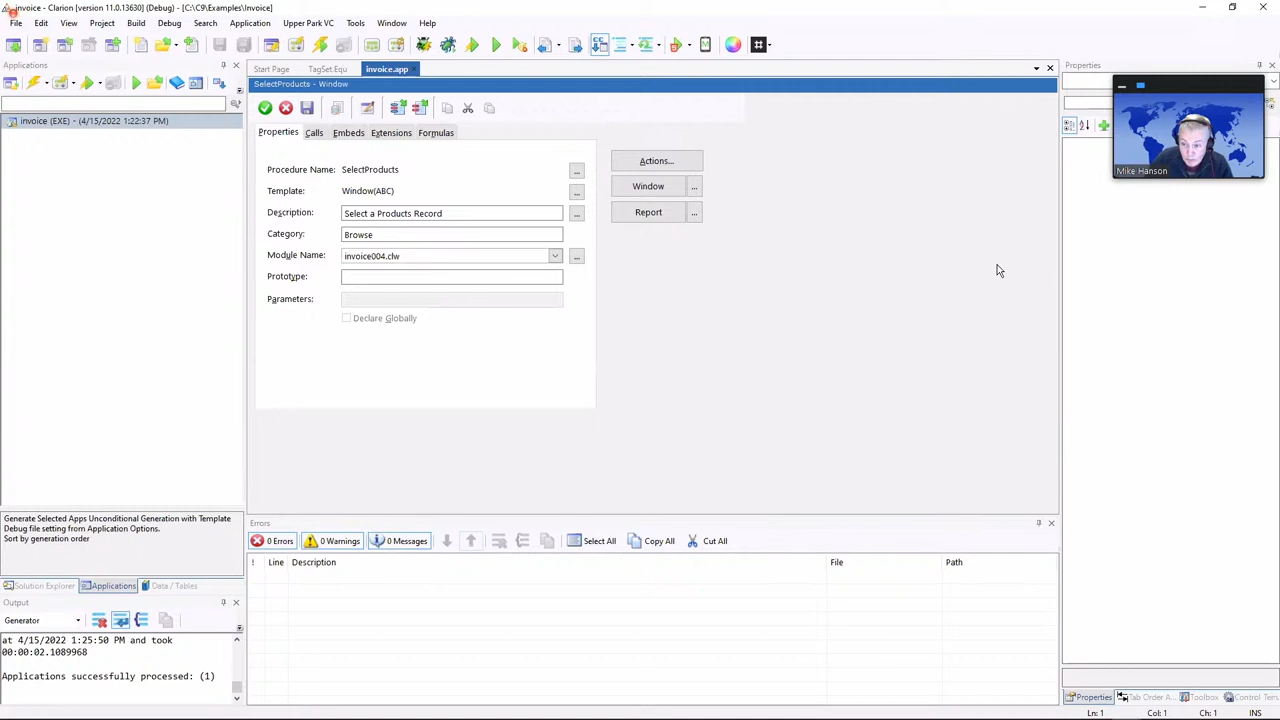 invoice - Clarion [version 11.0.13630] (Debug) - [C:\C9\Examples\Invoice]
File Edit View Project Build Debug Search Application Upper Park VC Tools Window Help
Applications
Start Page TagSet.Equ invoice.app
Properties
SelectProducts - Window
invoice (EXE) - (4/15/2022 1:22:37 PM)
Properties Calls Embeds Extensions Formulas
Procedure Name: SelectProducts ...
Actions...
Mike Hanson
Template: Window(ABC) ...
Window ...
Description: Select a Products Record ...
Report ...
Category: Browse
Module Name: invoice004.clw ...
Prototype:
Parameters:
Declare Globally
Generate Selected Apps Unconditional Generation with Template
Debug file setting from Application Options.
Sort by generation order
Errors
0 Errors 0 Warnings 0 Messages Select All Copy All Cut All
! Line Description File Path
Solution Explorer Applications Data / Tables
Output
Generator
at 4/15/2022 1:25:50 PM and took
00:00:02.1089968
Applications successfully processed: (1)
Properties Tab Order A... Toolbox Control Tem...
Ln: 1 Col: 1 Ch: 1 INS